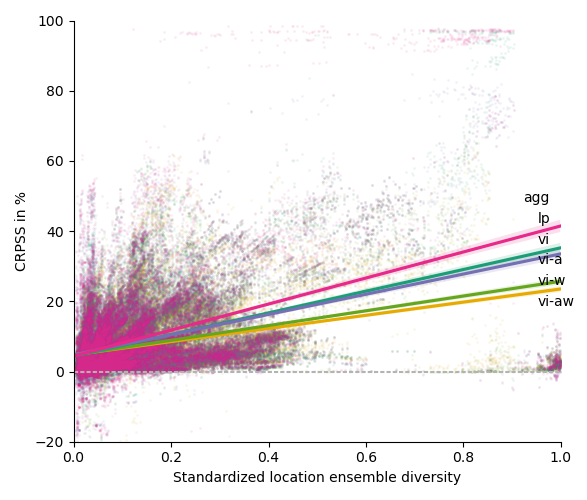 100
80
60
40
20
0
−20
CRPSS in %
agg
lp
vi
vi-a
vi-w
vi-aw
0.0 0.2 0.4 0.6 0.8 1.0
Standardized location ensemble diversity